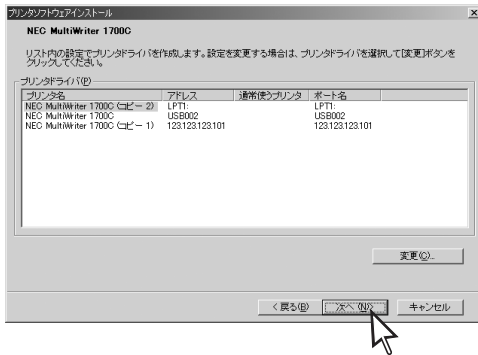 プリンタソフトウェアインストール
NEC MultiWriter 1700C
リスト内の設定でプリンタドライバを作成します。設定を変更する場合は、プリンタドライバを選択して[変更]ボタンを
クリックしてください。
プリンタドライバ(P)
プリンタ名 アドレス 通常使うプリンタ ポート名
NEC MultiWriter 1700C (コピー 2) LPT1: LPT1:
NEC MultiWriter 1700C USB002 USB002
NEC MultiWriter 1700C (コピー 1) 123.123.123.101 123.123.123.101
変更(C)...
< 戻る(B) 次へ(N)> キャンセル